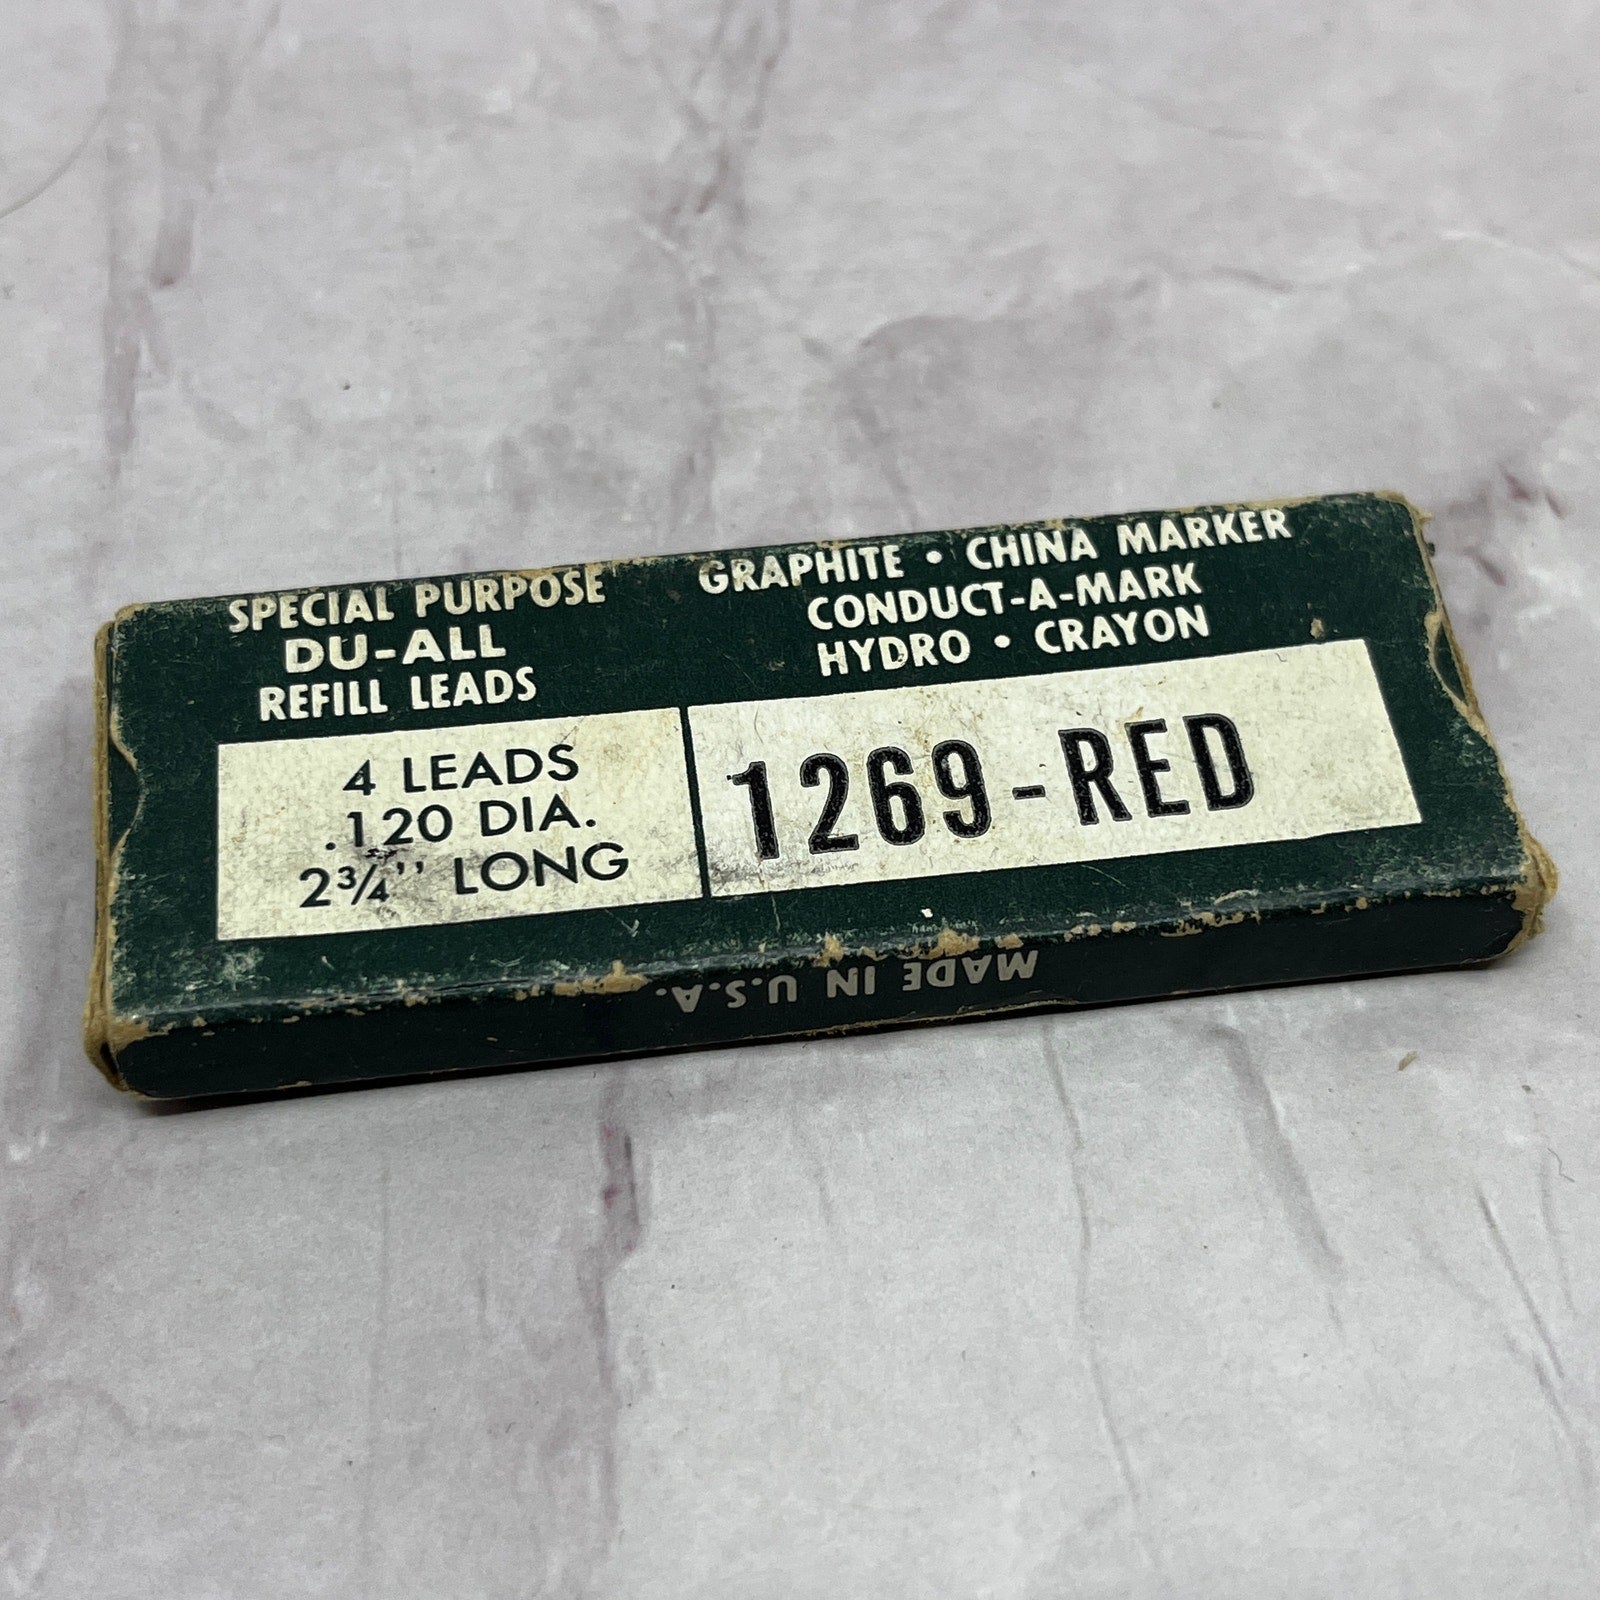 SPECIAL PURPOSE
DU-ALL
REFILL LEADS
GRAPHITE • CHINA MARKER
CONDUCT-A-MARK
HYDRO • CRAYON
4 LEADS
.120 DIA.
2¾" LONG
1269-RED
MADE IN U.S.A.